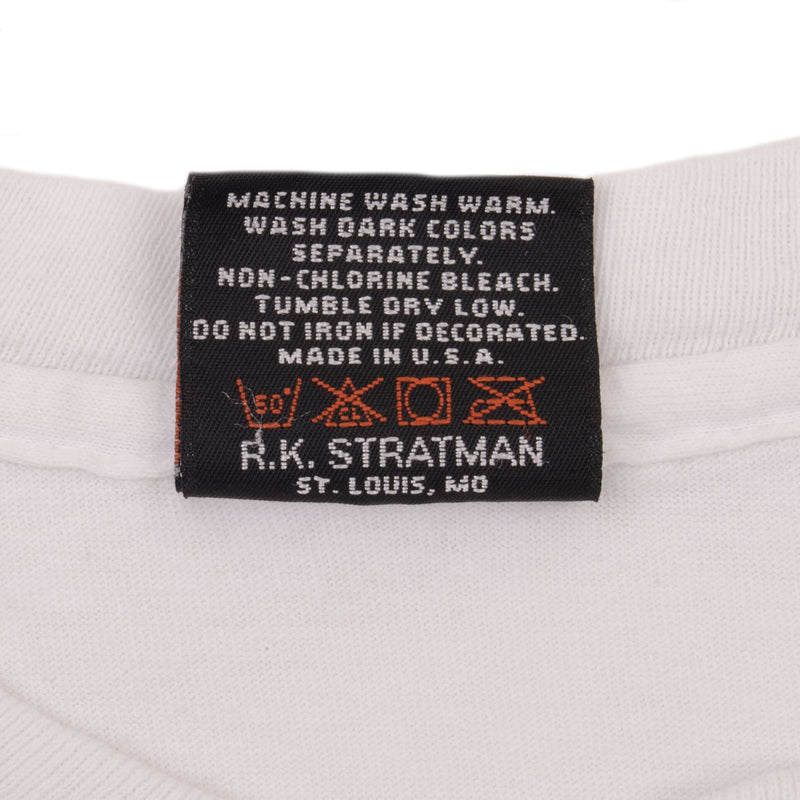 MACHINE WASH WARM.
WASH DARK COLORS
SEPARATELY.
NON-CHLORINE BLEACH.
TUMBLE DRY LOW.
DO NOT IRON IF DECORATED.
MADE IN U.S.A.
50° CL
R.K. STRATMAN
ST. LOUIS, MO